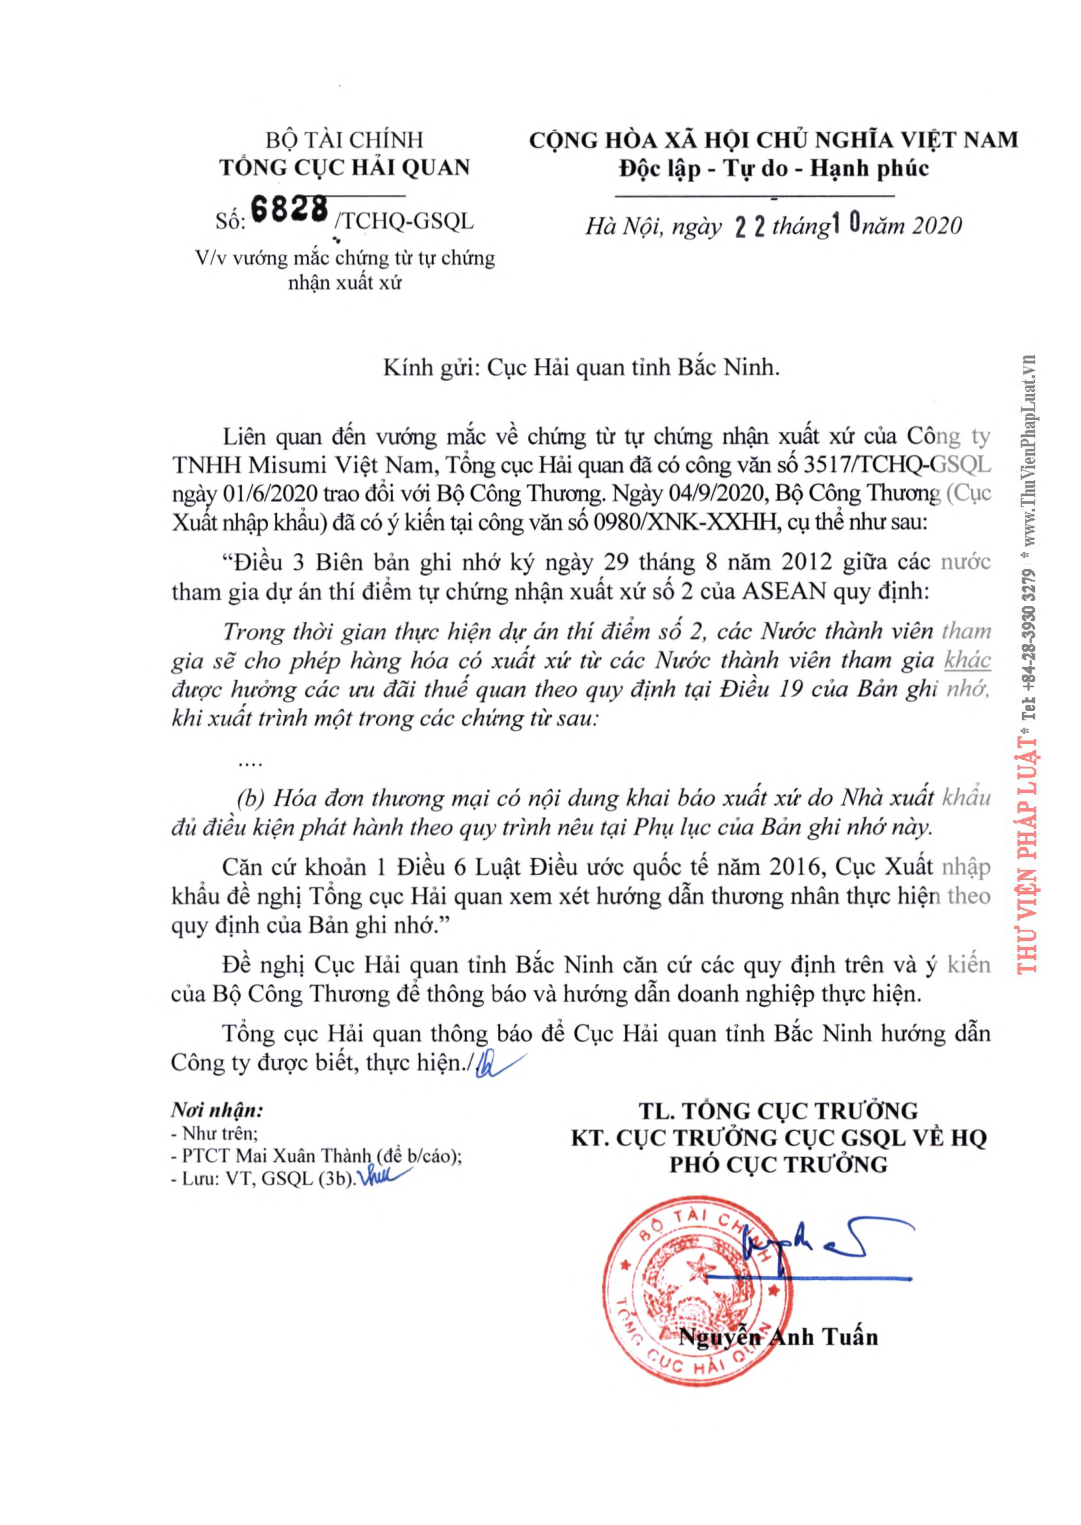 BỘ TÀI CHÍNH
TỔNG CỤC HẢI QUAN
Số: 6828 /TCHQ-GSQL
V/v vướng mắc chứng từ tự chứng
nhận xuất xứ
CỘNG HÒA XÃ HỘI CHỦ NGHĨA VIỆT NAM
Độc lập - Tự do - Hạnh phúc
Hà Nội, ngày 22 tháng 10 năm 2020
Kính gửi: Cục Hải quan tỉnh Bắc Ninh.
Liên quan đến vướng mắc về chứng từ tự chứng nhận xuất xứ của Công ty
TNHH Misumi Việt Nam, Tổng cục Hải quan đã có công văn số 3517/TCHQ-GSQL
ngày 01/6/2020 trao đổi với Bộ Công Thương. Ngày 04/9/2020, Bộ Công Thương (Cục
Xuất nhập khẩu) đã có ý kiến tại công văn số 0980/XNK-XXHH, cụ thể như sau:
“Điều 3 Biên bản ghi nhớ ký ngày 29 tháng 8 năm 2012 giữa các nước
tham gia dự án thí điểm tự chứng nhận xuất xứ số 2 của ASEAN quy định:
Trong thời gian thực hiện dự án thí điểm số 2, các Nước thành viên tham
gia sẽ cho phép hàng hóa có xuất xứ từ các Nước thành viên tham gia khác
được hưởng các ưu đãi thuế quan theo quy định tại Điều 19 của Bản ghi nhớ,
khi xuất trình một trong các chứng từ sau:
....
(b) Hóa đơn thương mại có nội dung khai báo xuất xứ do Nhà xuất khẩu
đủ điều kiện phát hành theo quy trình nêu tại Phụ lục của Bản ghi nhớ này.
Căn cứ khoản 1 Điều 6 Luật Điều ước quốc tế năm 2016, Cục Xuất nhập
khẩu đề nghị Tổng cục Hải quan xem xét hướng dẫn thương nhân thực hiện theo
quy định của Bản ghi nhớ.”
Đề nghị Cục Hải quan tỉnh Bắc Ninh căn cứ các quy định trên và ý kiến
của Bộ Công Thương để thông báo và hướng dẫn doanh nghiệp thực hiện.
Tổng cục Hải quan thông báo để Cục Hải quan tỉnh Bắc Ninh hướng dẫn
Công ty được biết, thực hiện./.
Nơi nhận:
- Như trên;
- PTCT Mai Xuân Thành (để b/cáo);
- Lưu: VT, GSQL (3b).
TL. TỔNG CỤC TRƯỞNG
KT. CỤC TRƯỞNG CỤC GSQL VỀ HQ
PHÓ CỤC TRƯỞNG
BỘ TÀI CHÍNH
TỔNG CỤC HẢI QUAN
Nguyễn Anh Tuấn
THƯ VIỆN PHÁP LUẬT * Tel: +84-28-3930 3279 * www.ThuVienPhapLuat.vn